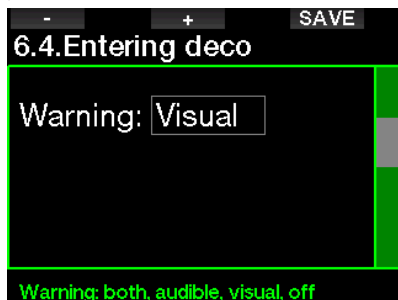 - + SAVE
6.4.Entering deco
Warning: Visual
Warning: both, audible, visual, off